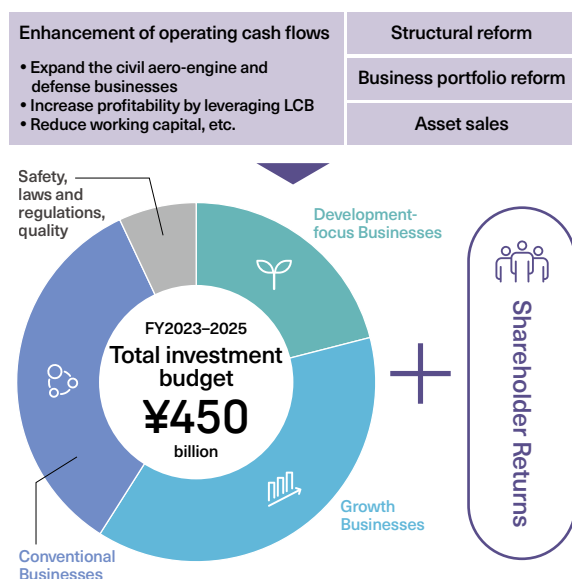 Enhancement of operating cash flows
• Expand the civil aero-engine and
defense businesses
• Increase profitability by leveraging LCB
• Reduce working capital, etc.
Structural reform
Business portfolio reform
Asset sales
Safety,
laws and
regulations,
quality
Development-
focus Businesses
FY2023–2025
Total investment
budget
¥450
billion
Growth
Businesses
Conventional
Businesses
+
Shareholder Returns